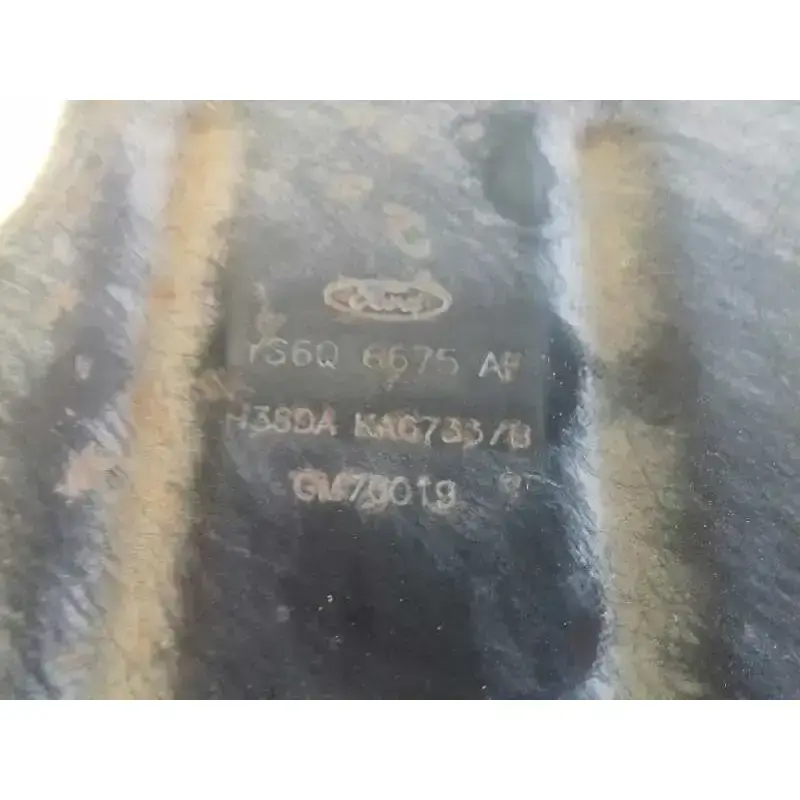 Ford
YS6Q 6675 AF
H38DA KAG733/B
GM79019